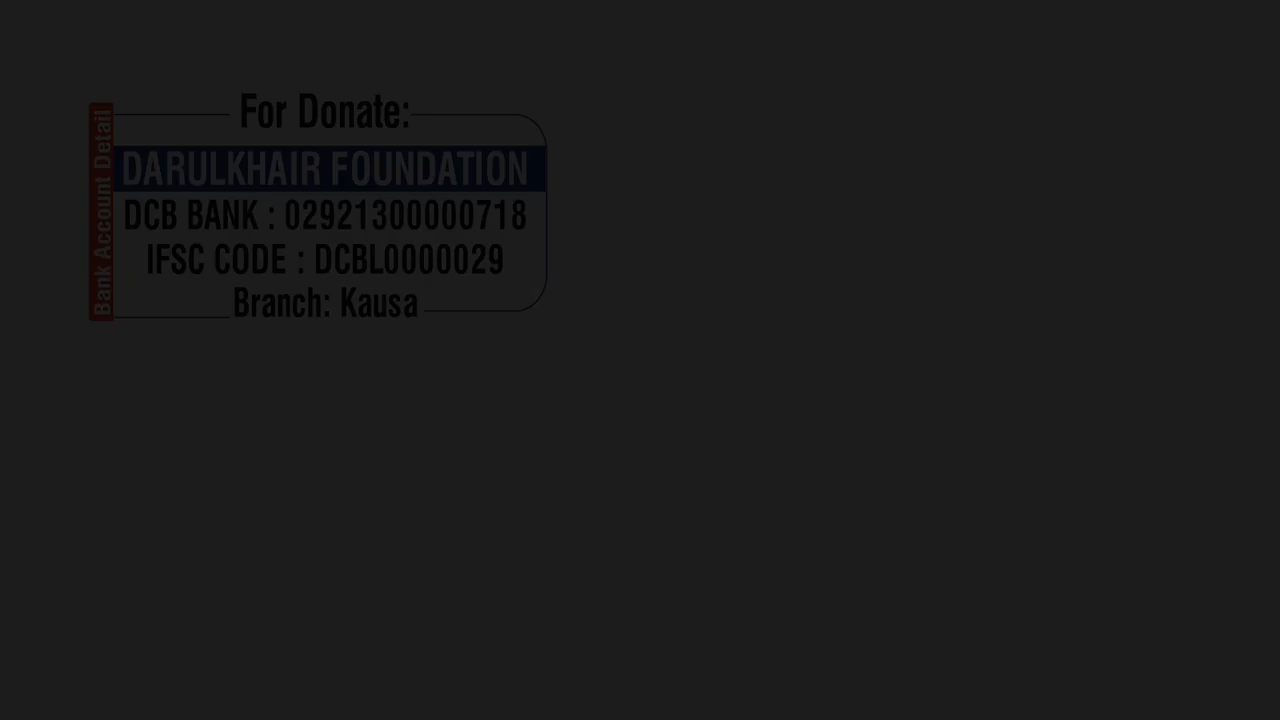 For Donate:
Bank Account Detail
DARULKHAIR FOUNDATION
DCB BANK : 02921300000718
IFSC CODE : DCBL0000029
Branch: Kausa